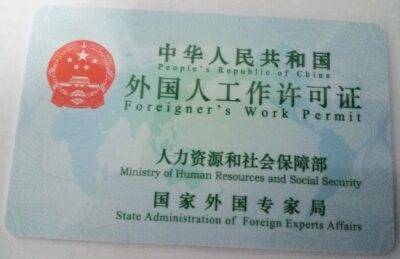 中华人民共和国
People's Republic of China
外国人工作许可证
Foreigner's Work Permit
人力资源和社会保障部
Ministry of Human Resources and Social Security
国家外国专家局
State Administration of Foreign Experts Affairs